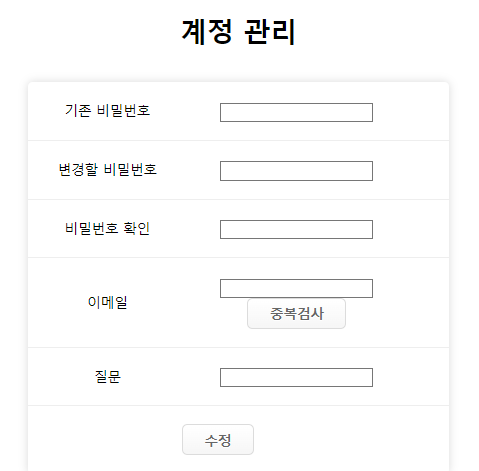 계정 관리
기존 비밀번호
변경할 비밀번호
비밀번호 확인
이메일
중복검사
질문
수정